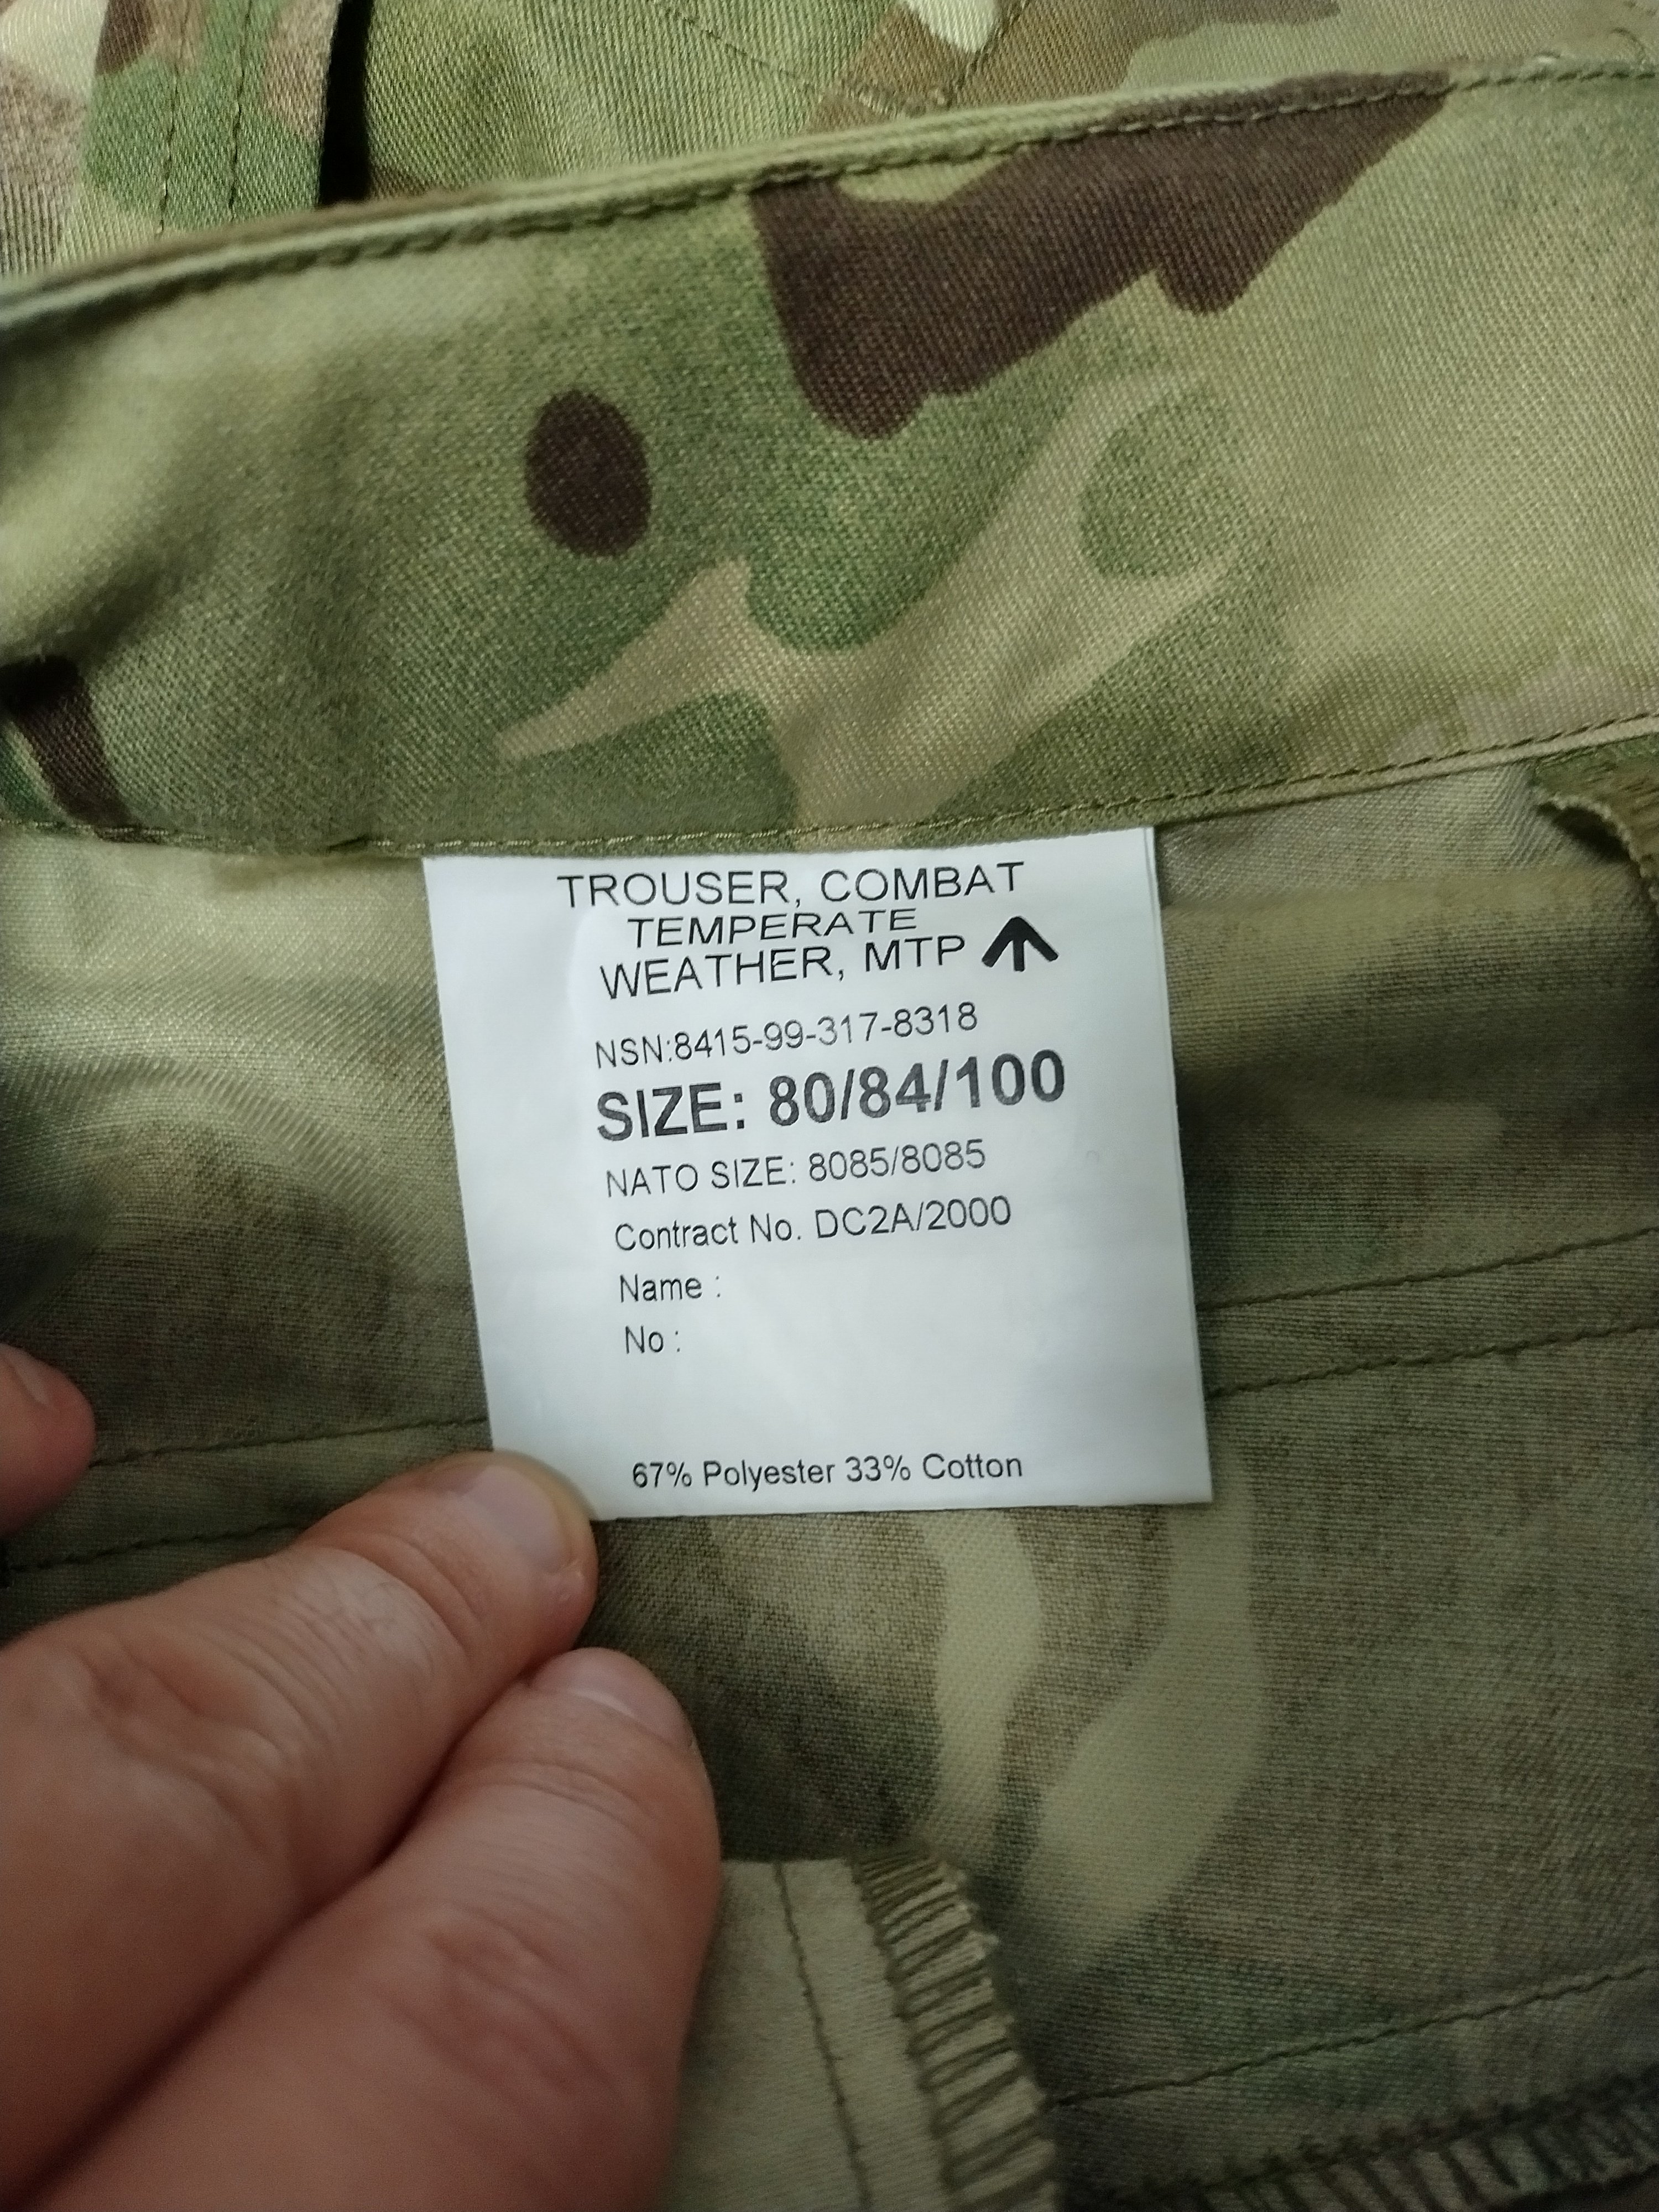 TROUSER, COMBAT
TEMPERATE
WEATHER, MTP
NSN:8415-99-317-8318
SIZE: 80/84/100
NATO SIZE: 8085/8085
Contract No. DC2A/2000
Name :
No :
67% Polyester 33% Cotton